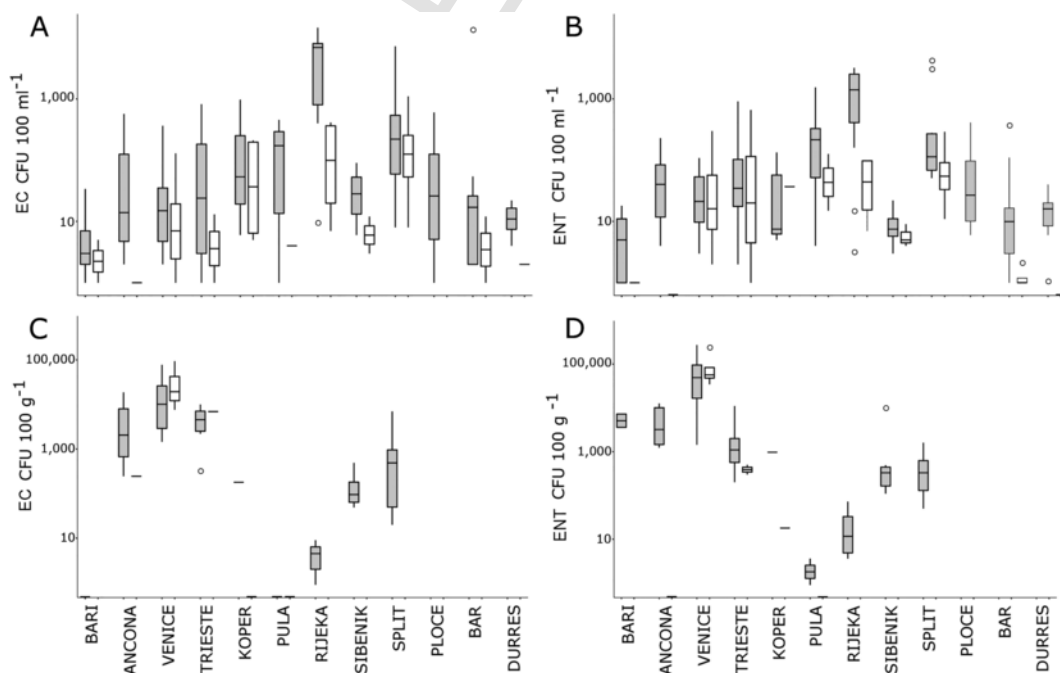 A
B
EC CFU 100 ml⁻¹
1,000
10
ENT CFU 100 ml⁻¹
1,000
10
C
D
EC CFU 100 g⁻¹
100,000
1,000
10
ENT CFU 100 g⁻¹
100,000
1,000
10
BARI
ANCONA
VENICE
TRIESTE
KOPER
PULA
RIJEKA
SIBENIK
SPLIT
PLOCE
BAR
DURRES
BARI
ANCONA
VENICE
TRIESTE
KOPER
PULA
RIJEKA
SIBENIK
SPLIT
PLOCE
BAR
DURRES